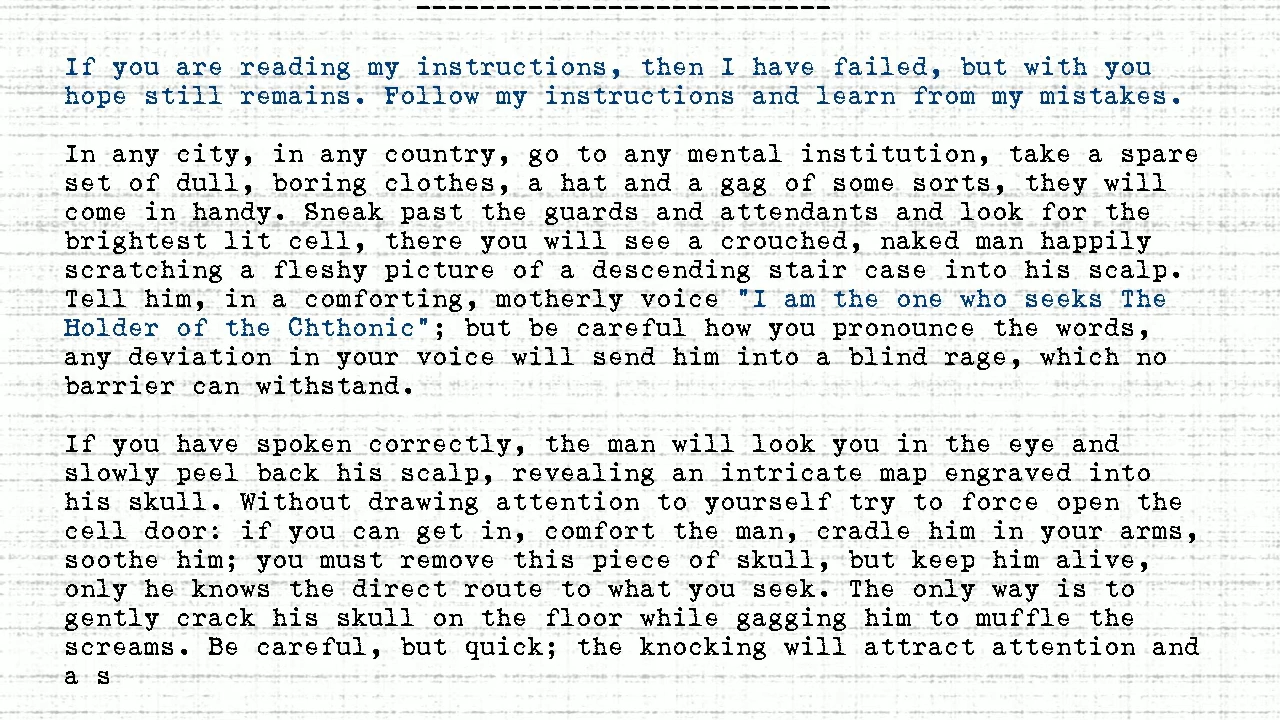 --------------------------
If you are reading my instructions, then I have failed, but with you
hope still remains. Follow my instructions and learn from my mistakes.
In any city, in any country, go to any mental institution, take a spare
set of dull, boring clothes, a hat and a gag of some sorts, they will
come in handy. Sneak past the guards and attendants and look for the
brightest lit cell, there you will see a crouched, naked man happily
scratching a fleshy picture of a descending stair case into his scalp.
Tell him, in a comforting, motherly voice "I am the one who seeks The
Holder of the Chthonic"; but be careful how you pronounce the words,
any deviation in your voice will send him into a blind rage, which no
barrier can withstand.
If you have spoken correctly, the man will look you in the eye and
slowly peel back his scalp, revealing an intricate map engraved into
his skull. Without drawing attention to yourself try to force open the
cell door: if you can get in, comfort the man, cradle him in your arms,
soothe him; you must remove this piece of skull, but keep him alive,
only he knows the direct route to what you seek. The only way is to
gently crack his skull on the floor while gagging him to muffle the
screams. Be careful, but quick; the knocking will attract attention and
a s